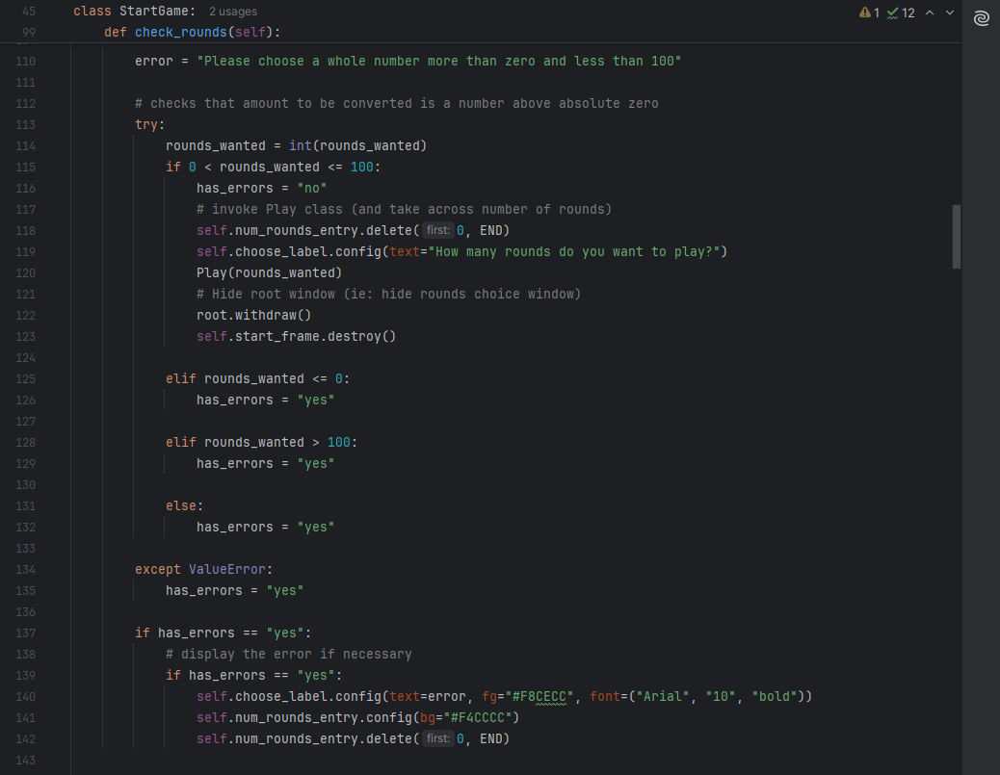 45 class StartGame: 2 usages 1 12
99 def check_rounds(self):
110 error = "Please choose a whole number more than zero and less than 100"
111
112 # checks that amount to be converted is a number above absolute zero
113 try:
114 rounds_wanted = int(rounds_wanted)
115 if 0 < rounds_wanted <= 100:
116 has_errors = "no"
117 # invoke Play class (and take across number of rounds)
118 self.num_rounds_entry.delete( first: 0, END)
119 self.choose_label.config(text="How many rounds do you want to play?")
120 Play(rounds_wanted)
121 # Hide root window (ie: hide rounds choice window)
122 root.withdraw()
123 self.start_frame.destroy()
124
125 elif rounds_wanted <= 0:
126 has_errors = "yes"
127
128 elif rounds_wanted > 100:
129 has_errors = "yes"
130
131 else:
132 has_errors = "yes"
133
134 except ValueError:
135 has_errors = "yes"
136
137 if has_errors == "yes":
138 # display the error if necessary
139 if has_errors == "yes":
140 self.choose_label.config(text=error, fg="#F8CECC", font=("Arial", "10", "bold"))
141 self.num_rounds_entry.config(bg="#F4CCCC")
142 self.num_rounds_entry.delete( first: 0, END)
143